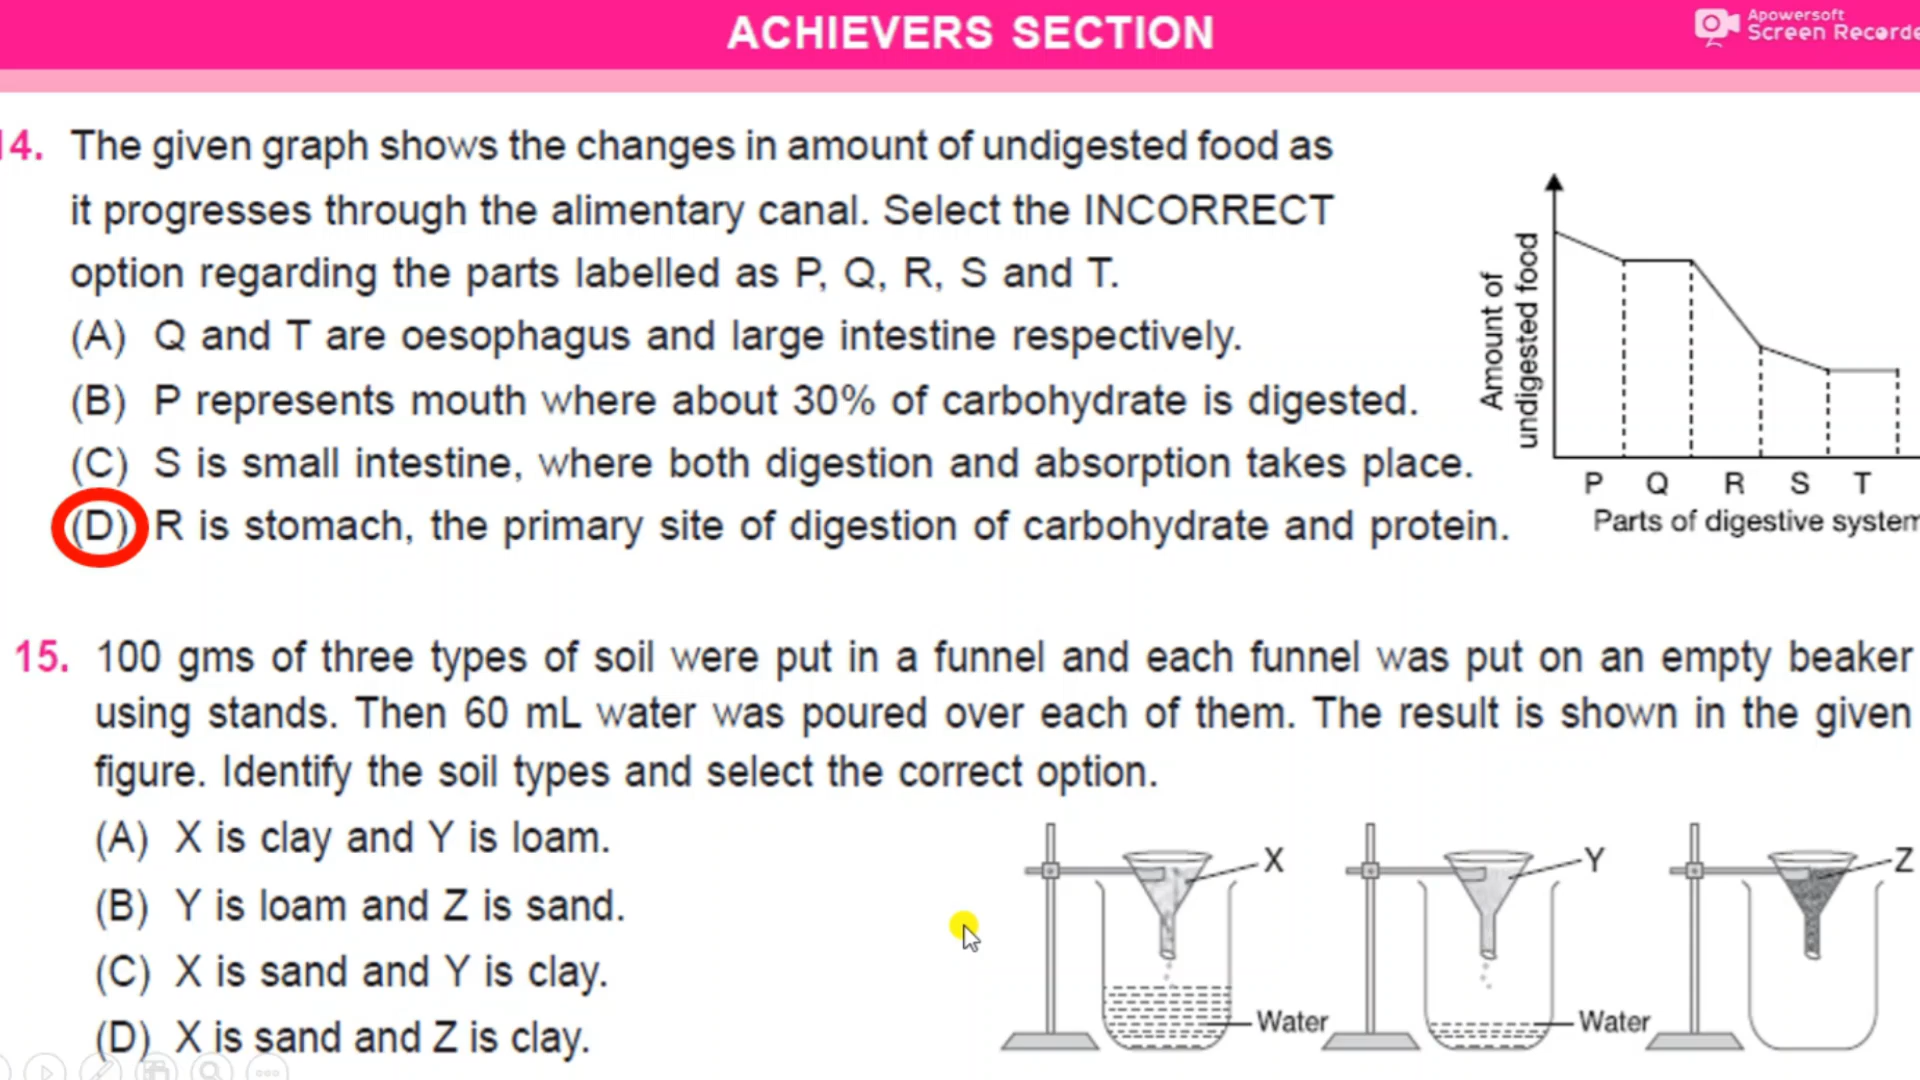 ACHIEVERS SECTION
Apowersoft
Screen Recorde
14. The given graph shows the changes in amount of undigested food as
it progresses through the alimentary canal. Select the INCORRECT
option regarding the parts labelled as P, Q, R, S and T.
(A) Q and T are oesophagus and large intestine respectively.
(B) P represents mouth where about 30% of carbohydrate is digested.
(C) S is small intestine, where both digestion and absorption takes place.
(D) R is stomach, the primary site of digestion of carbohydrate and protein.
Amount of
undigested food
P Q R S T
Parts of digestive system
15. 100 gms of three types of soil were put in a funnel and each funnel was put on an empty beaker
using stands. Then 60 mL water was poured over each of them. The result is shown in the given
figure. Identify the soil types and select the correct option.
(A) X is clay and Y is loam.
(B) Y is loam and Z is sand.
(C) X is sand and Y is clay.
(D) X is sand and Z is clay.
X
Water
Y
Water
Z